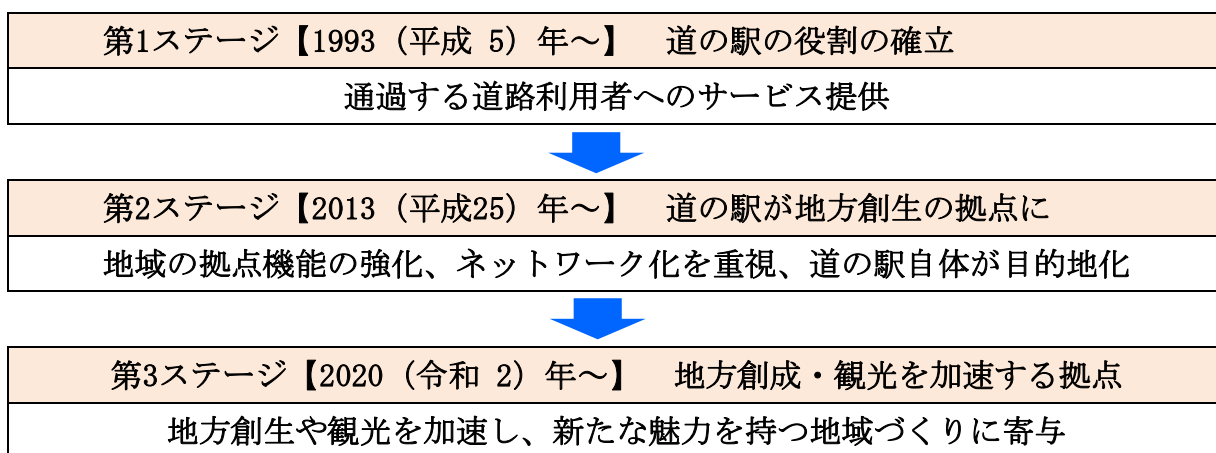 第1ステージ【1993（平成 5）年～】　道の駅の役割の確立
通過する道路利用者へのサービス提供
第2ステージ【2013（平成25）年～】　道の駅が地方創生の拠点に
地域の拠点機能の強化、ネットワーク化を重視、道の駅自体が目的地化
第3ステージ【2020（令和 2）年～】　地方創成・観光を加速する拠点
地方創生や観光を加速し、新たな魅力を持つ地域づくりに寄与